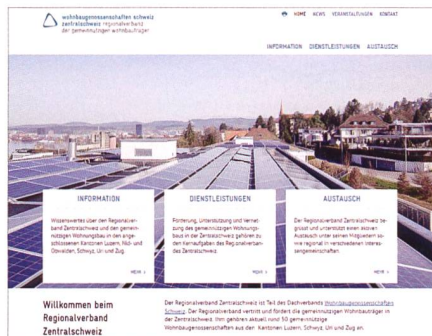 wohnbaugenossenschaften schweiz
zentralschweiz regionalverband
der gemeinnützigen wohnbauträger
HOME NEWS VERANSTALTUNGEN KONTAKT
INFORMATION DIENSTLEISTUNGEN AUSTAUSCH
INFORMATION
Wissenswertes über den Regionalver-
band Zentralschweiz und den gemein-
nützigen Wohnungsbau in den ange-
schlossenen Kantonen Luzern, Nid- und
Obwalden, Schwyz, Uri und Zug.
MEHR
DIENSTLEISTUNGEN
Förderung, Unterstützung und Vernet-
zung des gemeinnützigen Wohnungs-
baus in der Zentralschweiz gehören zu
den Kernaufgaben des Regionalverban-
des Zentralschweiz.
MEHR
AUSTAUSCH
Der Regionalverband Zentralschweiz be-
grüsst und unterstützt einen aktiven
Austausch unter seinen Mitgliedern so-
wie regional in verschiedenen Interes-
sengemeinschaften.
MEHR
Willkommen beim
Regionalverband
Zentralschweiz
Der Regionalverband Zentralschweiz ist Teil des Dachverbands Wohnbaugenossenschaften
Schweiz. Der Regionalverband vertritt und fördert die gemeinnützigen Wohnbauträger in
der Zentralschweiz. Ihm gehören aktuell rund 50 gemeinnützige
Wohnbaugenossenschaften aus den Kantonen Luzern, Schwyz, Uri und Zug an.